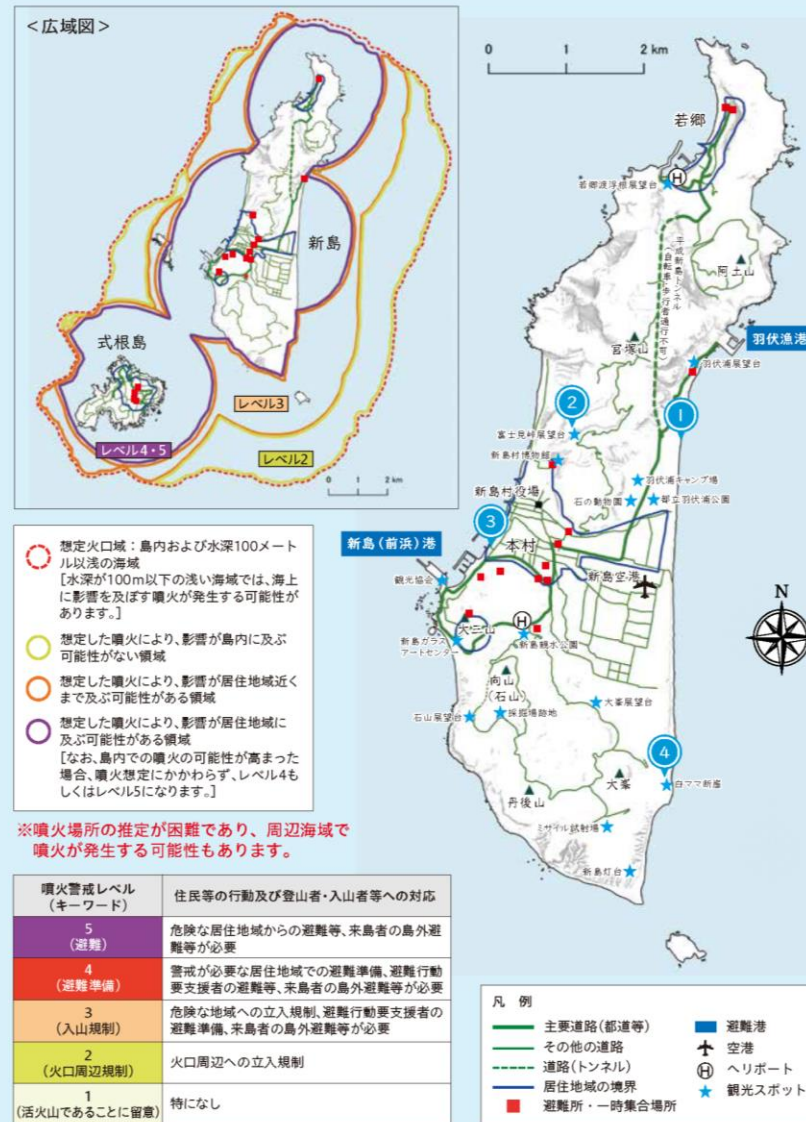 <広域図>
新島
式根島
レベル3
レベル4・5
レベル2
0 1 2 km
想定火口域：島内および水深100メート
ル以浅の海域
[水深が100m以下の浅い海域では、海上
に影響を及ぼす噴火が発生する可能性が
あります。]
想定した噴火により、影響が島内に及ぶ
可能性がない領域
想定した噴火により、影響が居住地域近く
まで及ぶ可能性がある領域
想定した噴火により、影響が居住地域に
及ぶ可能性がある領域
[なお、島内での噴火の可能性が高まった
場合、噴火想定にかかわらず、レベル4も
しくはレベル5になります。]
※噴火場所の推定が困難であり、周辺海域で
噴火が発生する可能性もあります。
噴火警戒レベル
(キーワード)
住民等の行動及び登山者・入山者等への対応
5
(避難)
危険な居住地域からの避難等、来島者の島外避
難等が必要
4
(避難準備)
警戒が必要な居住地域での避難準備、避難行動
要支援者の避難等、来島者の島外避難等が必要
3
(入山規制)
危険な地域への立入規制、避難行動要支援者の
避難準備、来島者の島外避難等が必要
2
(火口周辺規制)
火口周辺への立入規制
1
(活火山であることに留意)
特になし
0 1 2 km
若郷
H
若郷渡浮根展望台
平成新島トンネル
(自転車・歩行者通行不可)
阿土山
宮塚山
羽伏漁港
羽伏浦展望台
1
2
富士見峠展望台
新島村博物館
羽伏浦キャンプ場
新島村役場
石の動物園
都立羽伏浦公園
3
新島(前浜)港
本村
新島空港
観光協会
N
大三山
H
新島ガラス
アートセンター
新島親水公園
向山
(石山)
大峯展望台
石山展望台
採掘場跡地
4
大峯
白ママ断崖
丹後山
ミサイル試射場
新島灯台
凡 例
主要道路(都道等)
その他の道路
道路(トンネル)
居住地域の境界
避難所・一時集合場所
避難港
空港
H ヘリポート
観光スポット